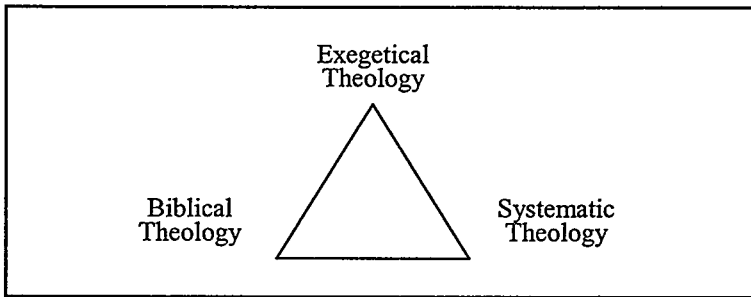 Exegetical
Theology
Biblical
Theology
Systematic
Theology